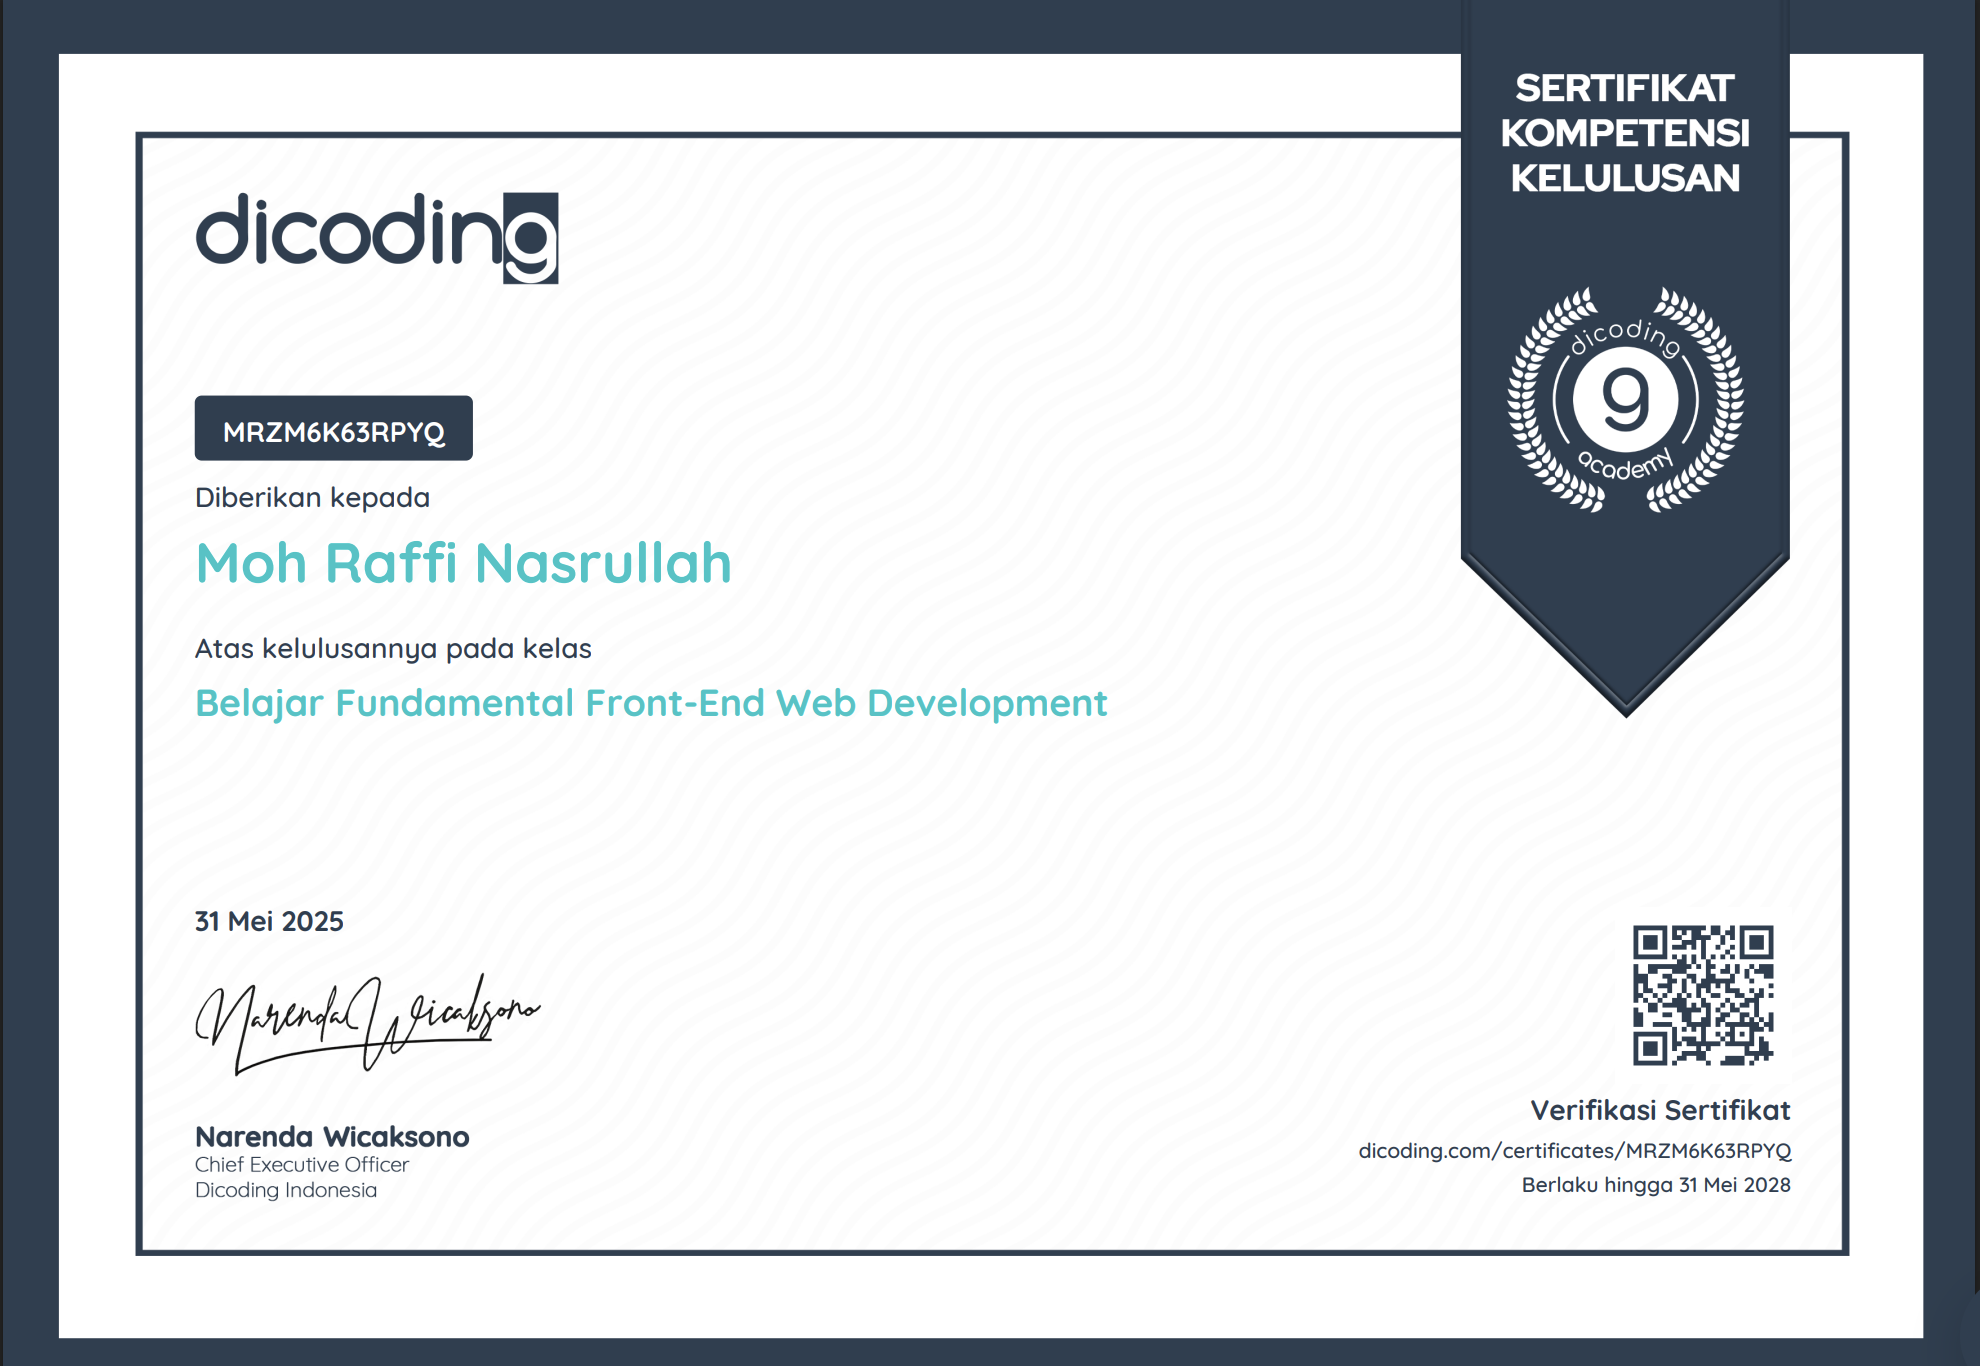 SERTIFIKAT
KOMPETENSI
KELULUSAN
dicoding
dicoding
g
academy
MRZM6K63RPYQ
Diberikan kepada
Moh Raffi Nasrullah
Atas kelulusannya pada kelas
Belajar Fundamental Front-End Web Development
31 Mei 2025
Narenda Wicaksono
Narenda Wicaksono
Chief Executive Officer
Dicoding Indonesia
Verifikasi Sertifikat
dicoding.com/certificates/MRZM6K63RPYQ
Berlaku hingga 31 Mei 2028